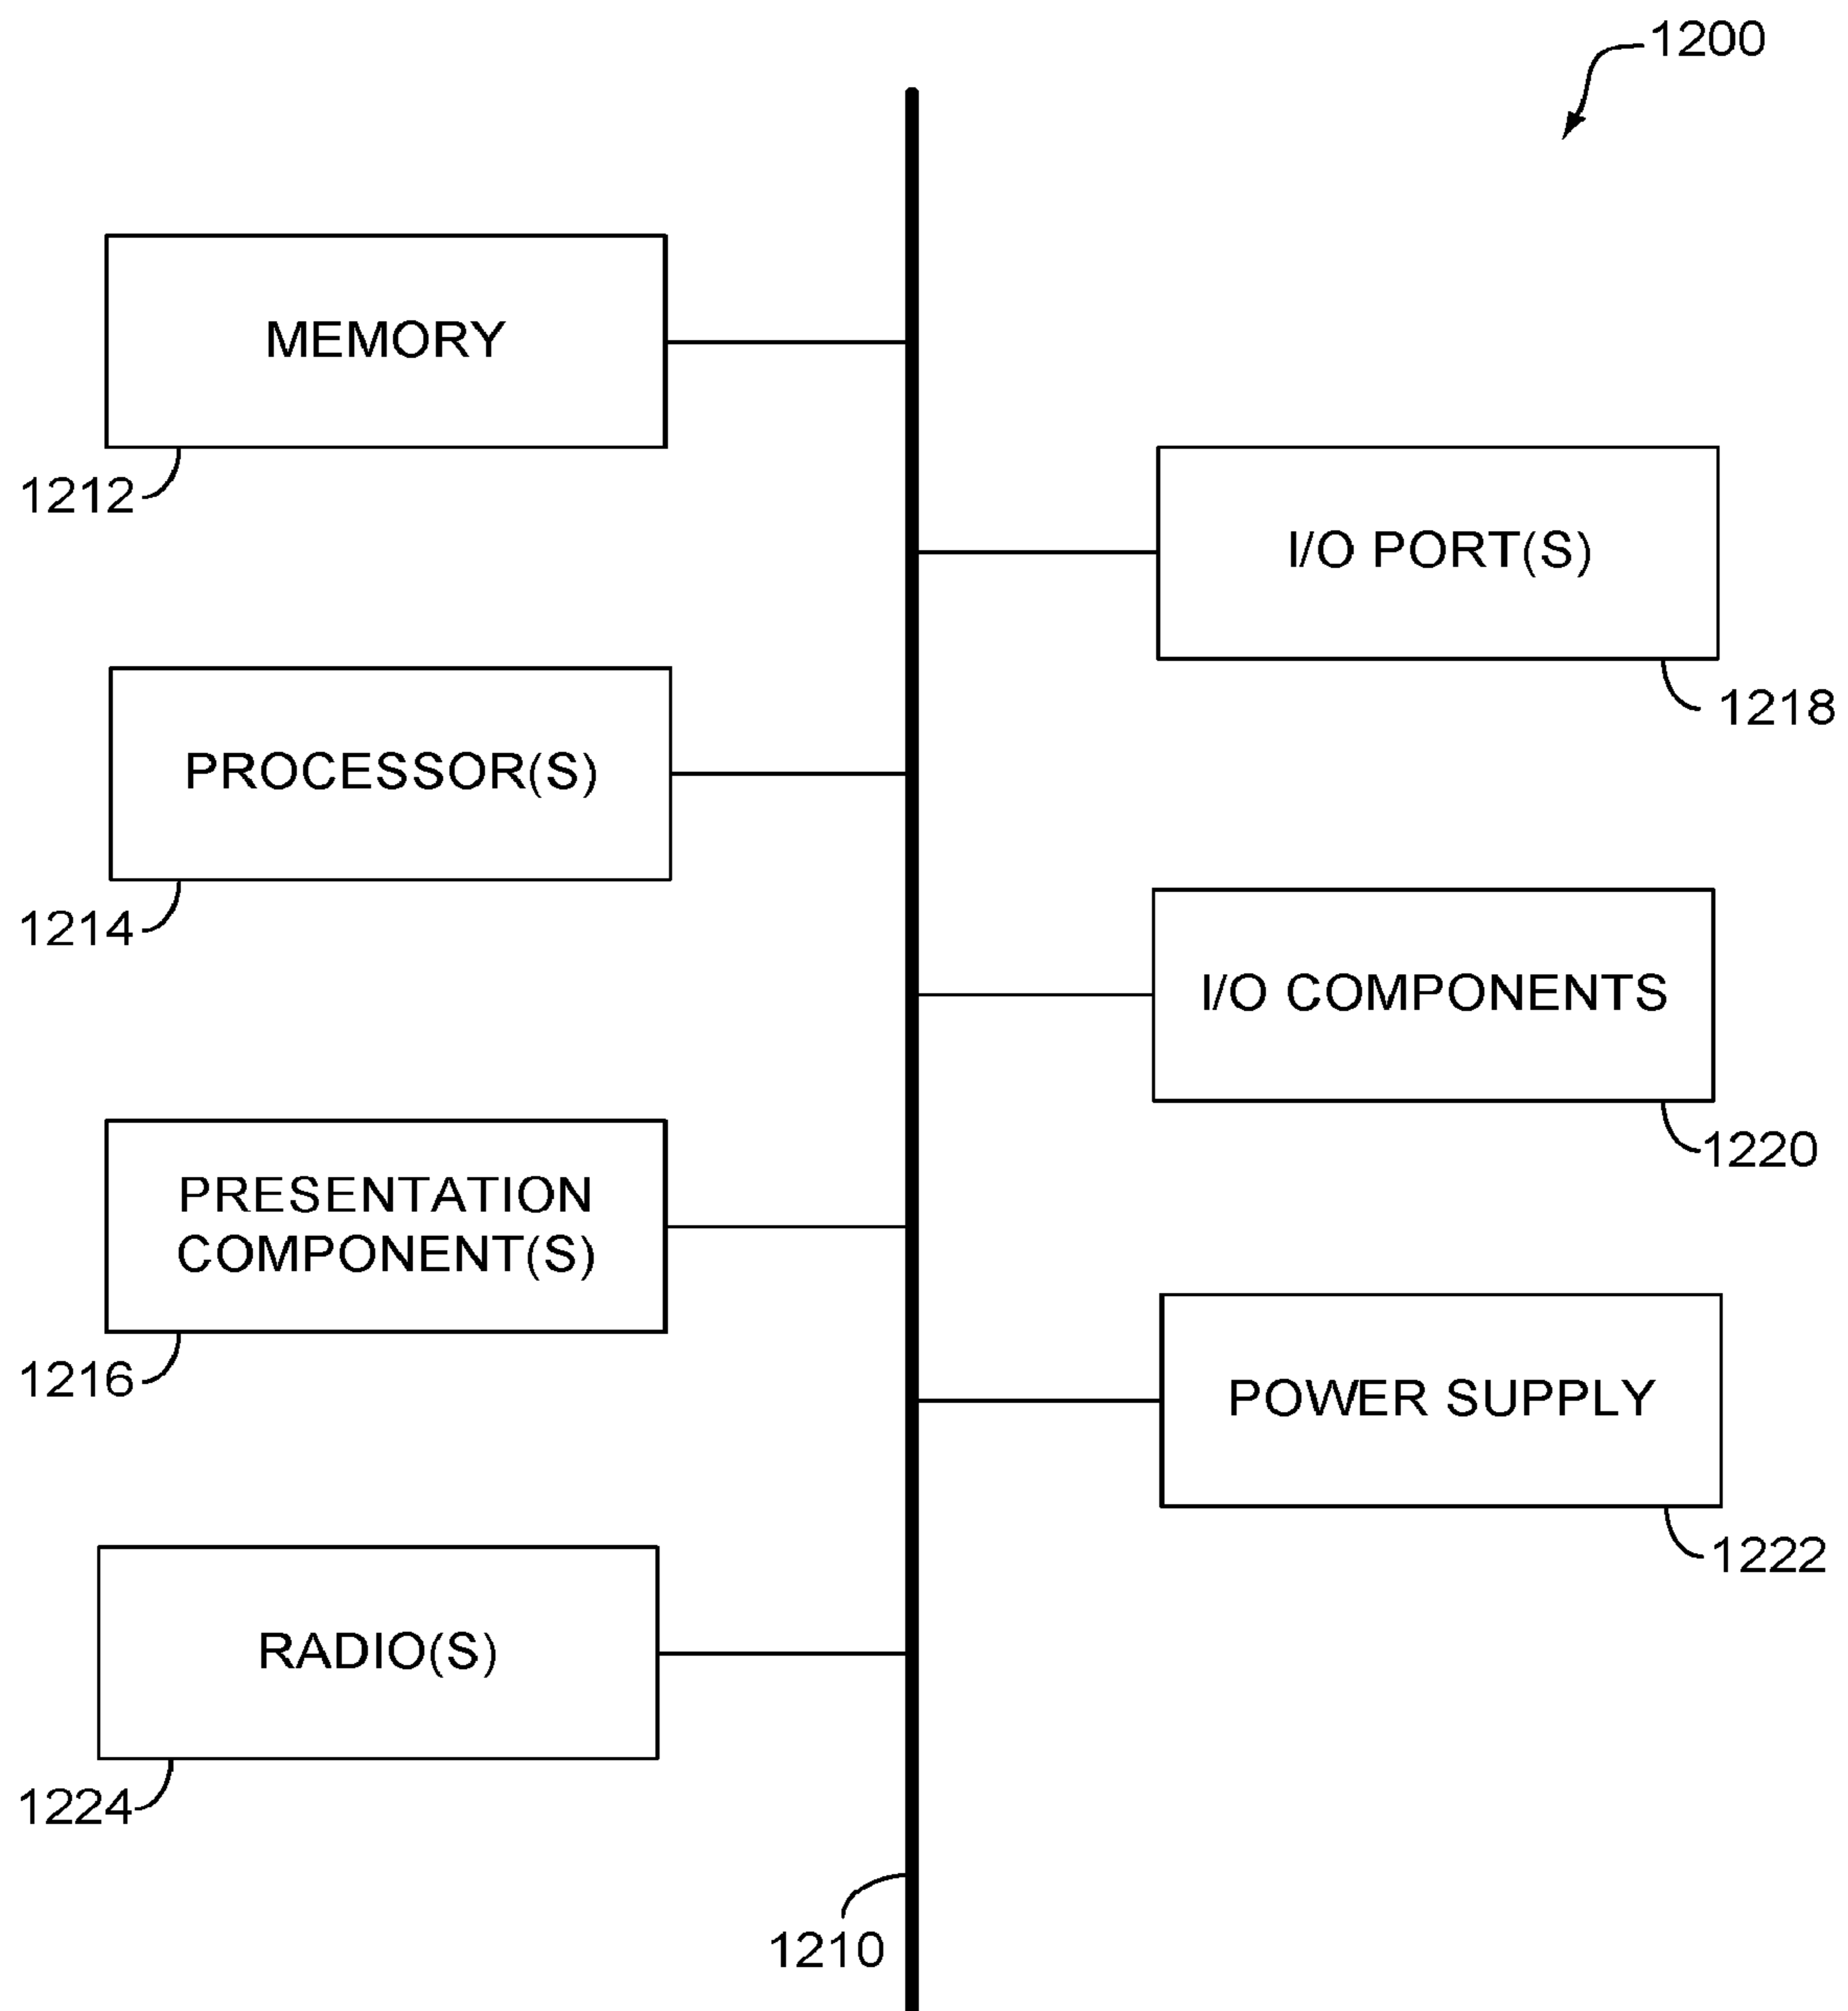 1200
MEMORY
1212
I/O PORT(S)
1218
PROCESSOR(S)
1214
I/O COMPONENTS
1220
PRESENTATION
COMPONENT(S)
1216
POWER SUPPLY
1222
RADIO(S)
1224
1210